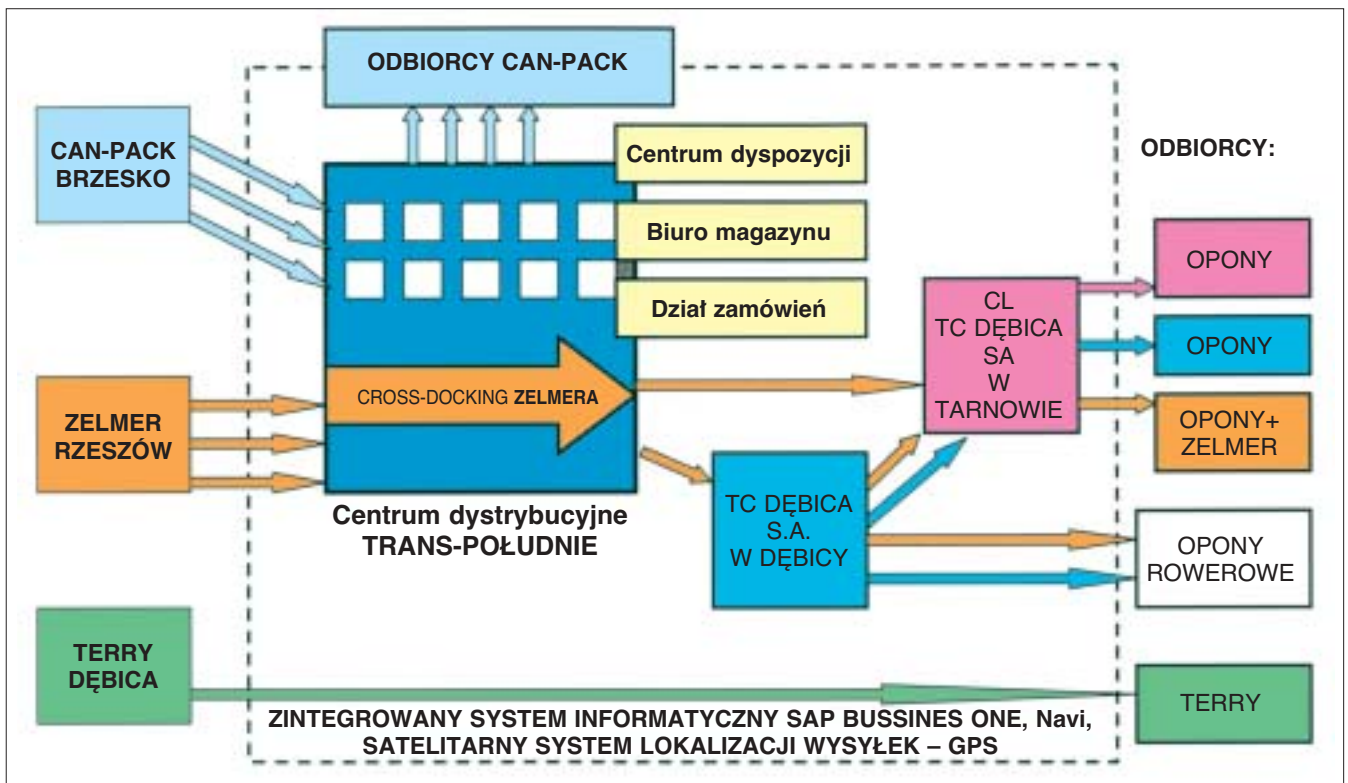 ODBIORCY CAN-PACK
CAN-PACK
BRZESKO
Centrum dyspozycji
Biuro magazynu
Dział zamówień
ODBIORCY:
OPONY
OPONY
OPONY+
ZELMER
CL
TC DĘBICA
SA
W
TARNOWIE
ZELMER
RZESZÓW
CROSS-DOCKING ZELMERA
Centrum dystrybucyjne
TRANS-POŁUDNIE
TC DĘBICA
S.A.
W DĘBICY
OPONY
ROWEROWE
TERRY
DĘBICA
TERRY
ZINTEGROWANY SYSTEM INFORMATYCZNY SAP BUSSINES ONE, Navi,
SATELITARNY SYSTEM LOKALIZACJI WYSYŁEK – GPS